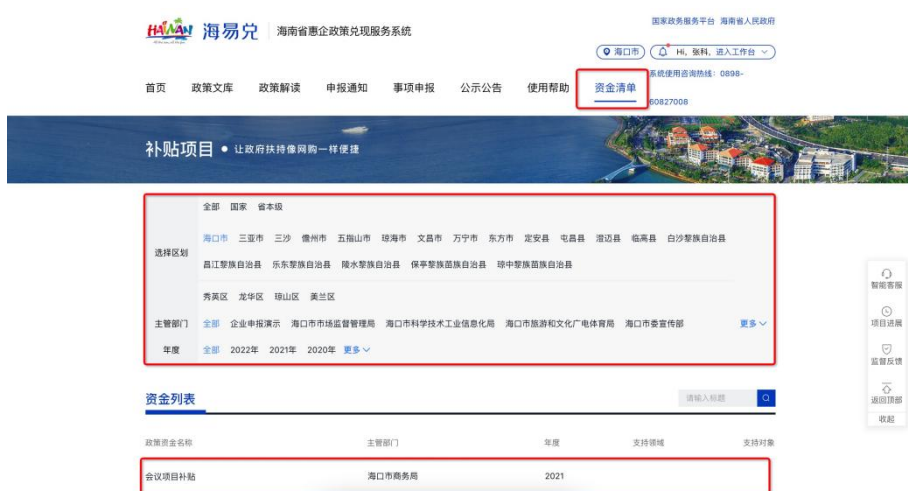 国家政务服务平台 海南省人民政府
HAINAN 海易兑 海南省惠企政策兑现服务系统
海口市 Hi, 张科, 进入工作台
系统使用咨询热线: 0898-
首页 政策文库 政策解读 申报通知 事项申报 公示公告 使用帮助 资金清单
60827008
补贴项目 • 让政府扶持像网购一样便捷
全部 国家 省本级
海口市 三亚市 三沙 儋州市 五指山市 琼海市 文昌市 万宁市 东方市 定安县 屯昌县 澄迈县 临高县 白沙黎族自治县
选择区划
昌江黎族自治县 乐东黎族自治县 陵水黎族自治县 保亭黎族苗族自治县 琼中黎族苗族自治县
秀英区 龙华区 琼山区 美兰区
主管部门 全部 企业申报演示 海口市市场监督管理局 海口市科学技术工业信息化局 海口市旅游和文化广电体育局 海口市委宣传部 更多
年度 全部 2022年 2021年 2020年 更多
智能客服
项目进展
监督反馈
返回顶部
收起
资金列表 请输入标题
政策资金名称 主管部门 年度 支持领域 支持对象
会议项目补贴 海口市商务局 2021